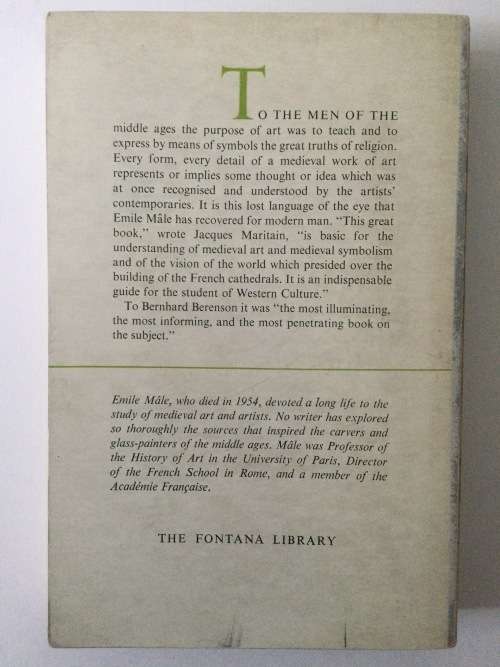 TO THE MEN OF THE
middle ages the purpose of art was to teach and to
express by means of symbols the great truths of religion.
Every form, every detail of a medieval work of art
represents or implies some thought or idea which was
at once recognised and understood by the artists'
contemporaries. It is this lost language of the eye that
Emile Mâle has recovered for modern man. “This great
book,” wrote Jacques Maritain, “is basic for the
understanding of medieval art and medieval symbolism
and of the vision of the world which presided over the
building of the French cathedrals. It is an indispensable
guide for the student of Western Culture.”
To Bernhard Berenson it was “the most illuminating,
the most informing, and the most penetrating book on
the subject.”
Emile Mâle, who died in 1954, devoted a long life to the
study of medieval art and artists. No writer has explored
so thoroughly the sources that inspired the carvers and
glass-painters of the middle ages. Mâle was Professor of
the History of Art in the University of Paris, Director
of the French School in Rome, and a member of the
Académie Française.
THE FONTANA LIBRARY